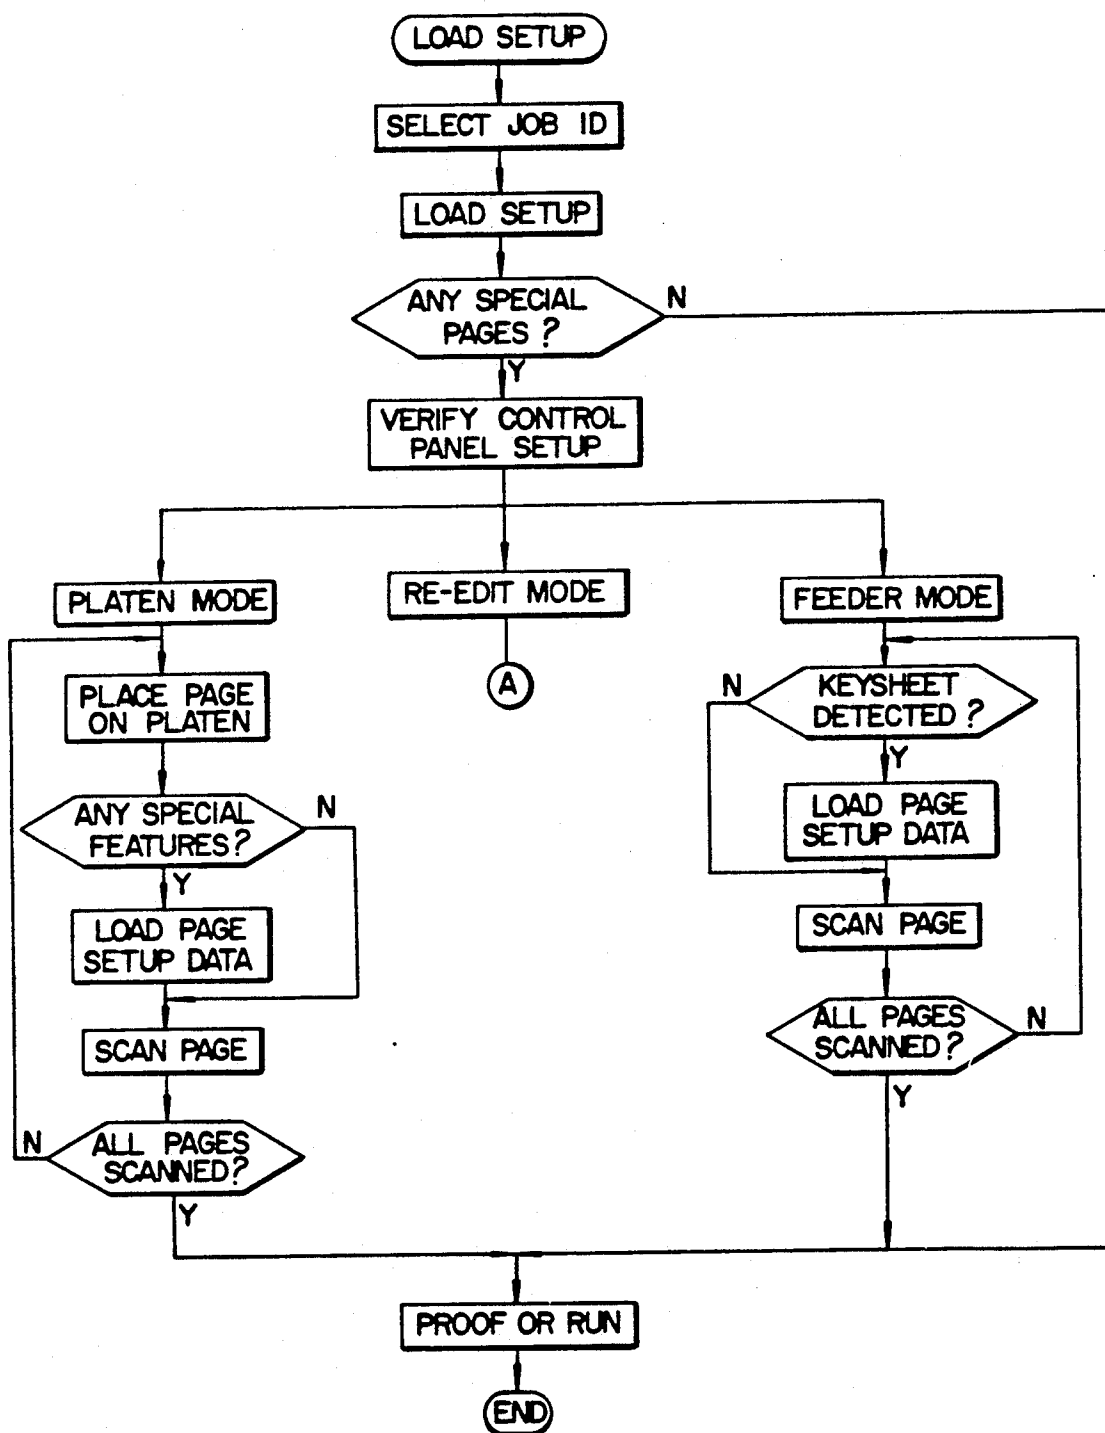 LOAD SETUP
SELECT JOB ID
LOAD SETUP
ANY SPECIAL
PAGES ?
N
Y
VERIFY CONTROL
PANEL SETUP
PLATEN MODE
PLACE PAGE
ON PLATEN
ANY SPECIAL
FEATURES?
N
Y
LOAD PAGE
SETUP DATA
SCAN PAGE
ALL PAGES
SCANNED?
N
Y
RE-EDIT MODE
A
FEEDER MODE
KEYSHEET
DETECTED ?
N
Y
LOAD PAGE
SETUP DATA
SCAN PAGE
ALL PAGES
SCANNED?
N
Y
PROOF OR RUN
END